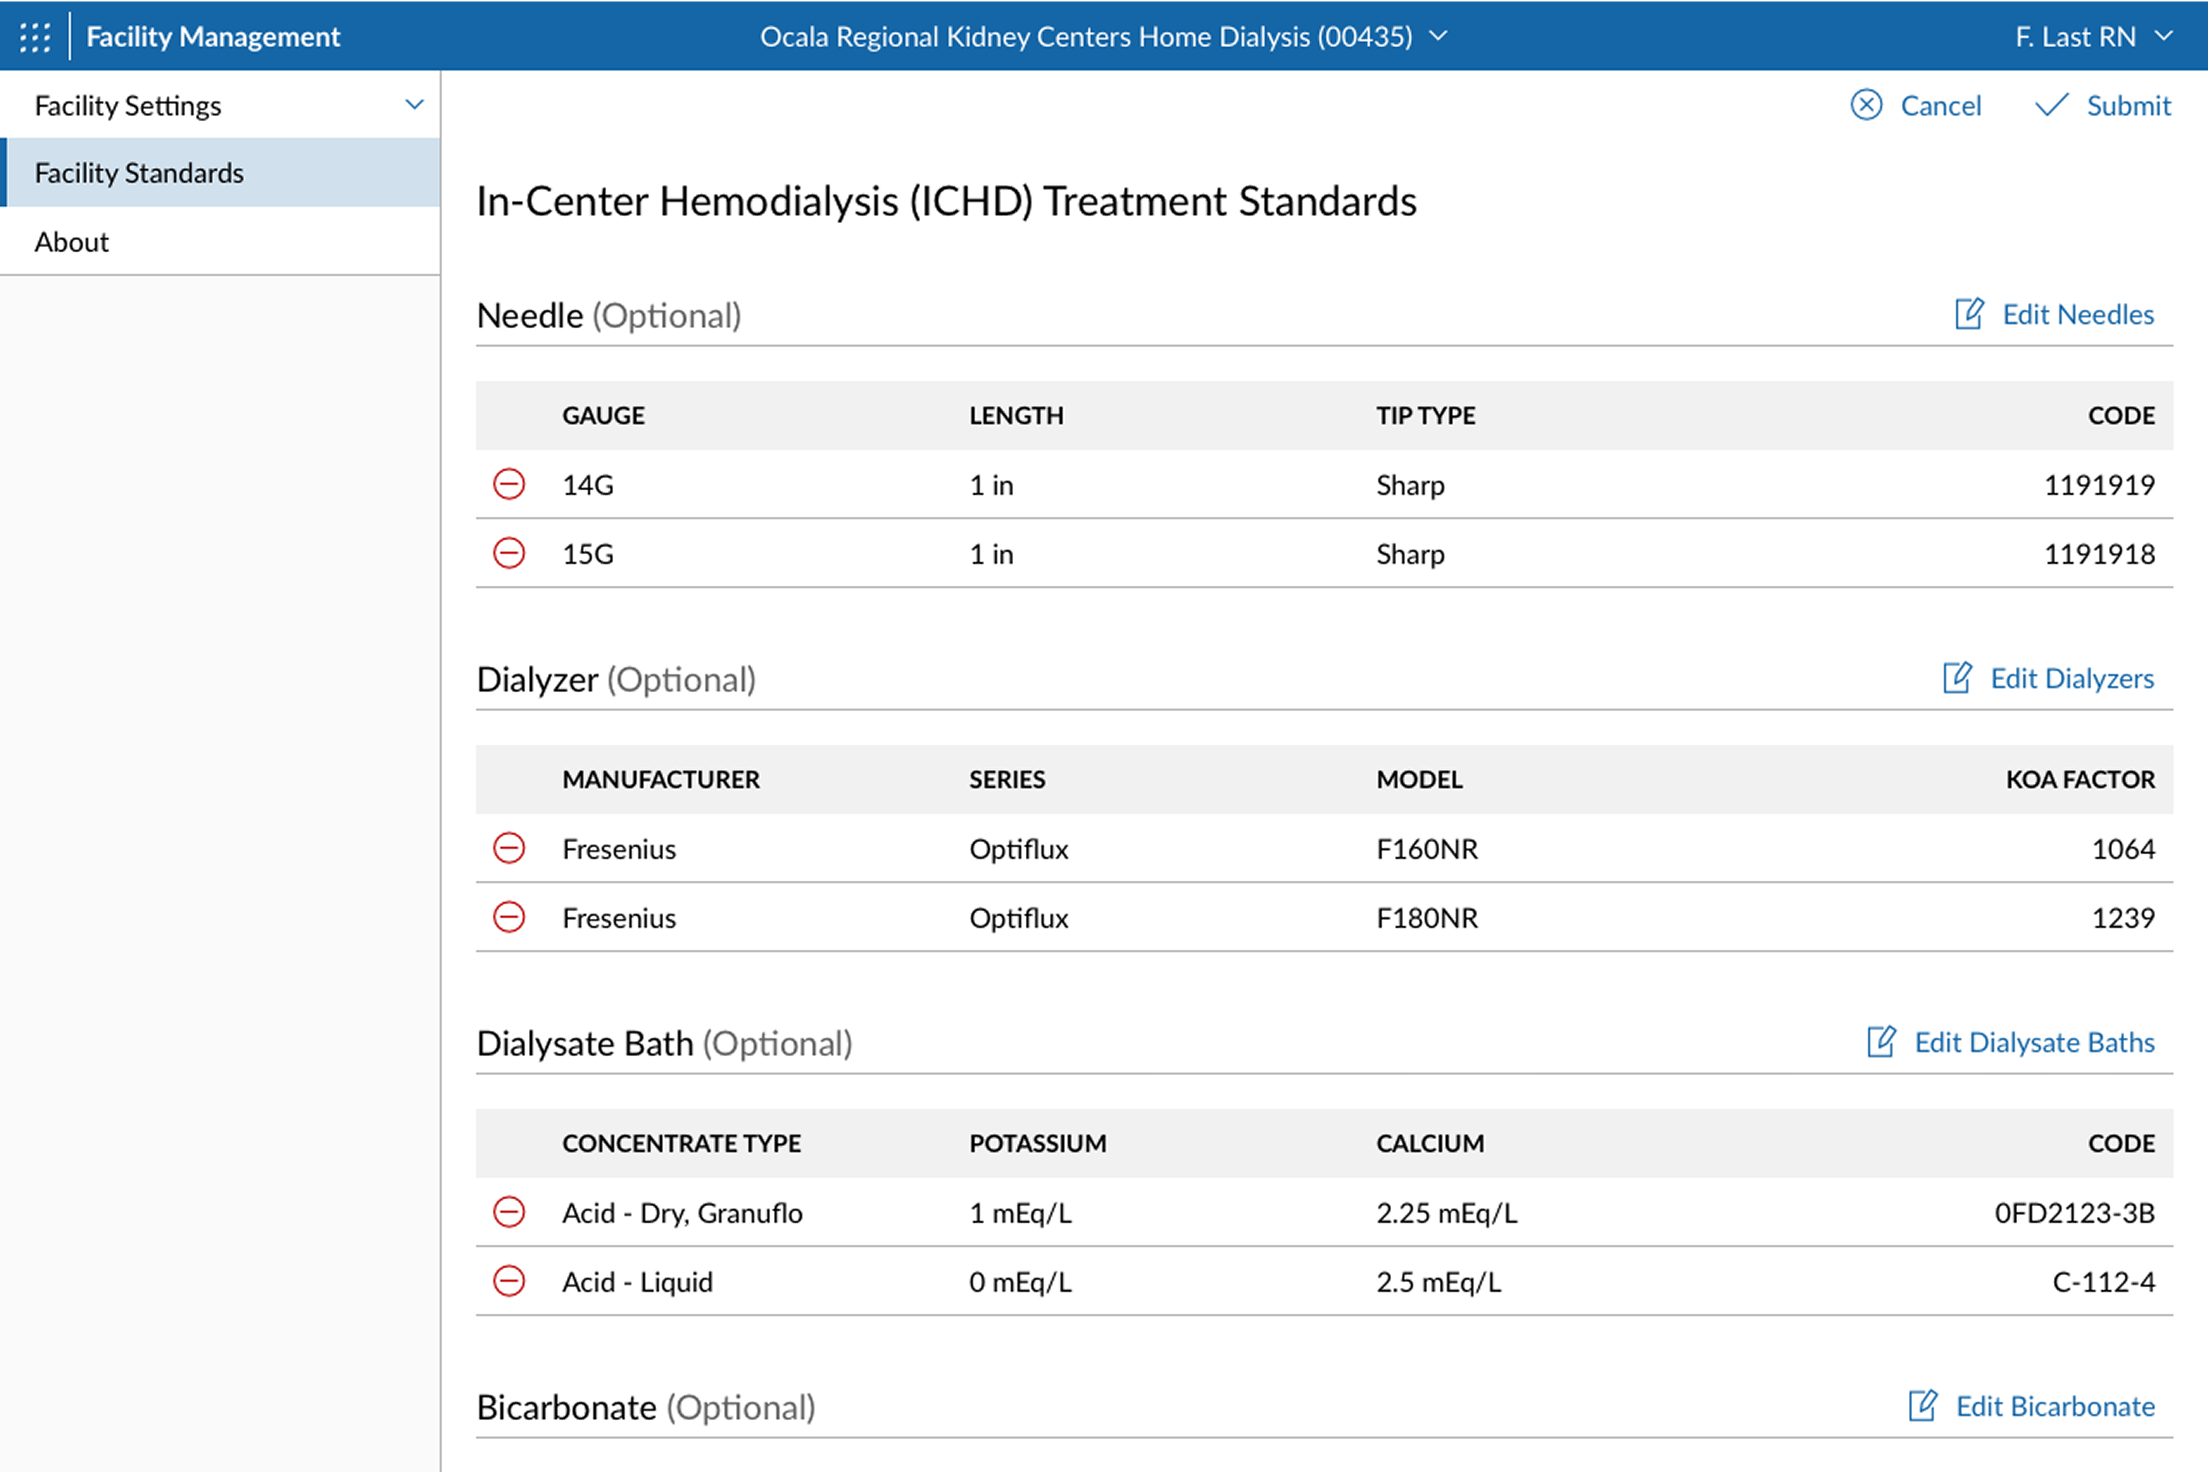 Facility Management
Ocala Regional Kidney Centers Home Dialysis (00435)
F. Last RN
Facility Settings
Facility Standards
About
Cancel
Submit
In-Center Hemodialysis (ICHD) Treatment Standards
Needle (Optional)
Edit Needles
GAUGE LENGTH TIP TYPE CODE
14G 1 in Sharp 1191919
15G 1 in Sharp 1191918
Dialyzer (Optional)
Edit Dialyzers
MANUFACTURER SERIES MODEL KOA FACTOR
Fresenius Optiflux F160NR 1064
Fresenius Optiflux F180NR 1239
Dialysate Bath (Optional)
Edit Dialysate Baths
CONCENTRATE TYPE POTASSIUM CALCIUM CODE
Acid - Dry, Granuflo 1 mEq/L 2.25 mEq/L 0FD2123-3B
Acid - Liquid 0 mEq/L 2.5 mEq/L C-112-4
Bicarbonate (Optional)
Edit Bicarbonate